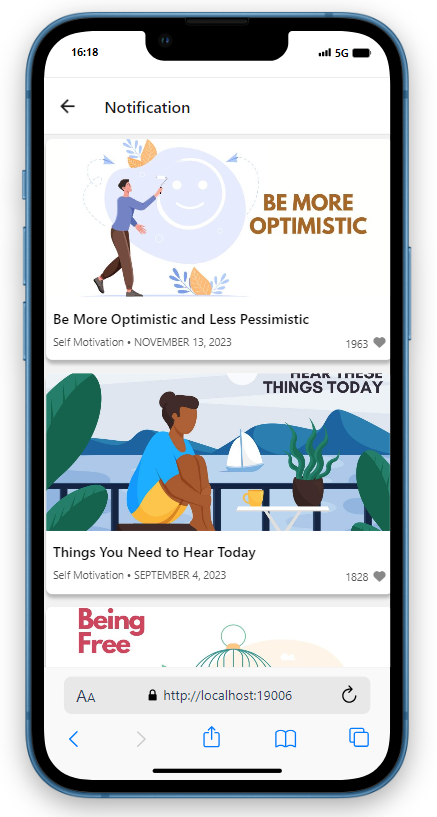 16:18
5G
Notification
BE MORE
OPTIMISTIC
Be More Optimistic and Less Pessimistic
Self Motivation • NOVEMBER 13, 2023
1963
HEAR THESE
THINGS TODAY
Things You Need to Hear Today
Self Motivation • SEPTEMBER 4, 2023
1828
Being
Free
AA
http://localhost:19006